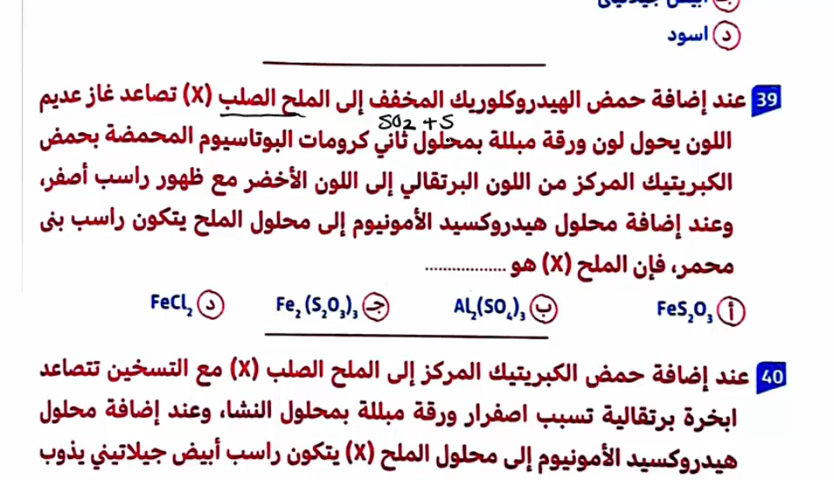 د اسود
39 عند إضافة حمض الهيدروكلوريك المخفف إلى الملح الصلب (X) تصاعد غاز عديم
SO₂ + S
اللون يحول لون ورقة مبللة بمحلول ثاني كرومات البوتاسيوم المحمضة بحمض
الكبريتيك المركز من اللون البرتقالي إلى اللون الأخضر مع ظهور راسب أصفر،
وعند إضافة محلول هيدروكسيد الأمونيوم إلى محلول الملح يتكون راسب بنى
محمر، فإن الملح (X) هو ..................
أ FeS₂O₃ ب Al₂(SO₄)₃ جـ Fe₂(S₂O₃)₃ د FeCl₂
40 عند إضافة حمض الكبريتيك المركز إلى الملح الصلب (X) مع التسخين تتصاعد
ابخرة برتقالية تسبب اصفرار ورقة مبللة بمحلول النشا، وعند إضافة محلول
هيدروكسيد الأمونيوم إلى محلول الملح (X) يتكون راسب أبيض جيلاتيني يذوب